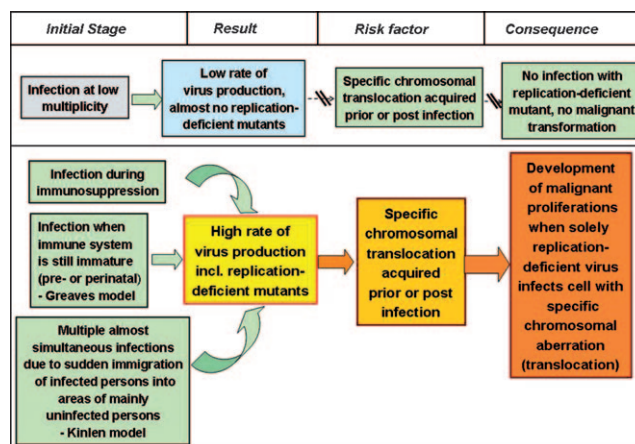 Initial Stage
Result
Risk factor
Consequence
Infection at low
multiplicity
Low rate of
virus production,
almost no replication-
deficient mutants
Specific chromosomal
translocation acquired
prior or post infection
No infection with
replication-deficient
mutant, no malignant
transformation
Infection during
immunosuppression
Infection when
immune system
is still immature
(pre- or perinatal)
- Greaves model
Multiple almost
simultaneous infections
due to sudden immigration
of infected persons into
areas of mainly
uninfected persons
- Kinlen model
High rate of
virus production
incl. replication-
deficient mutants
Specific
chromosomal
translocation
acquired
prior or post
infection
Development
of malignant
proliferations
when solely
replication-
deficient virus
infects cell with
specific
chromosomal
aberration
(translocation)